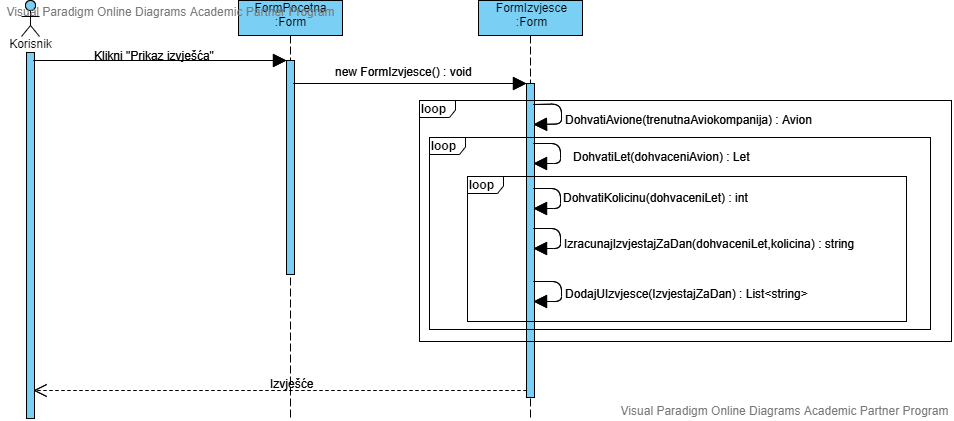 Visual Paradigm Online Diagrams Academic Partner Program
FormPocetna
:Form
FormIzvjesce
:Form
Korisnik
Klikni "Prikaz izvješća"
new FormIzvjesce() : void
loop
DohvatiAvione(trenutnaAviokompanija) : Avion
loop
DohvatiLet(dohvaceniAvion) : Let
loop
DohvatiKolicinu(dohvaceniLet) : int
IzracunajIzvjestajZaDan(dohvaceniLet,kolicina) : string
DodajUIzvjesce(IzvjestajZaDan) : List<string>
Izvješće
Visual Paradigm Online Diagrams Academic Partner Program